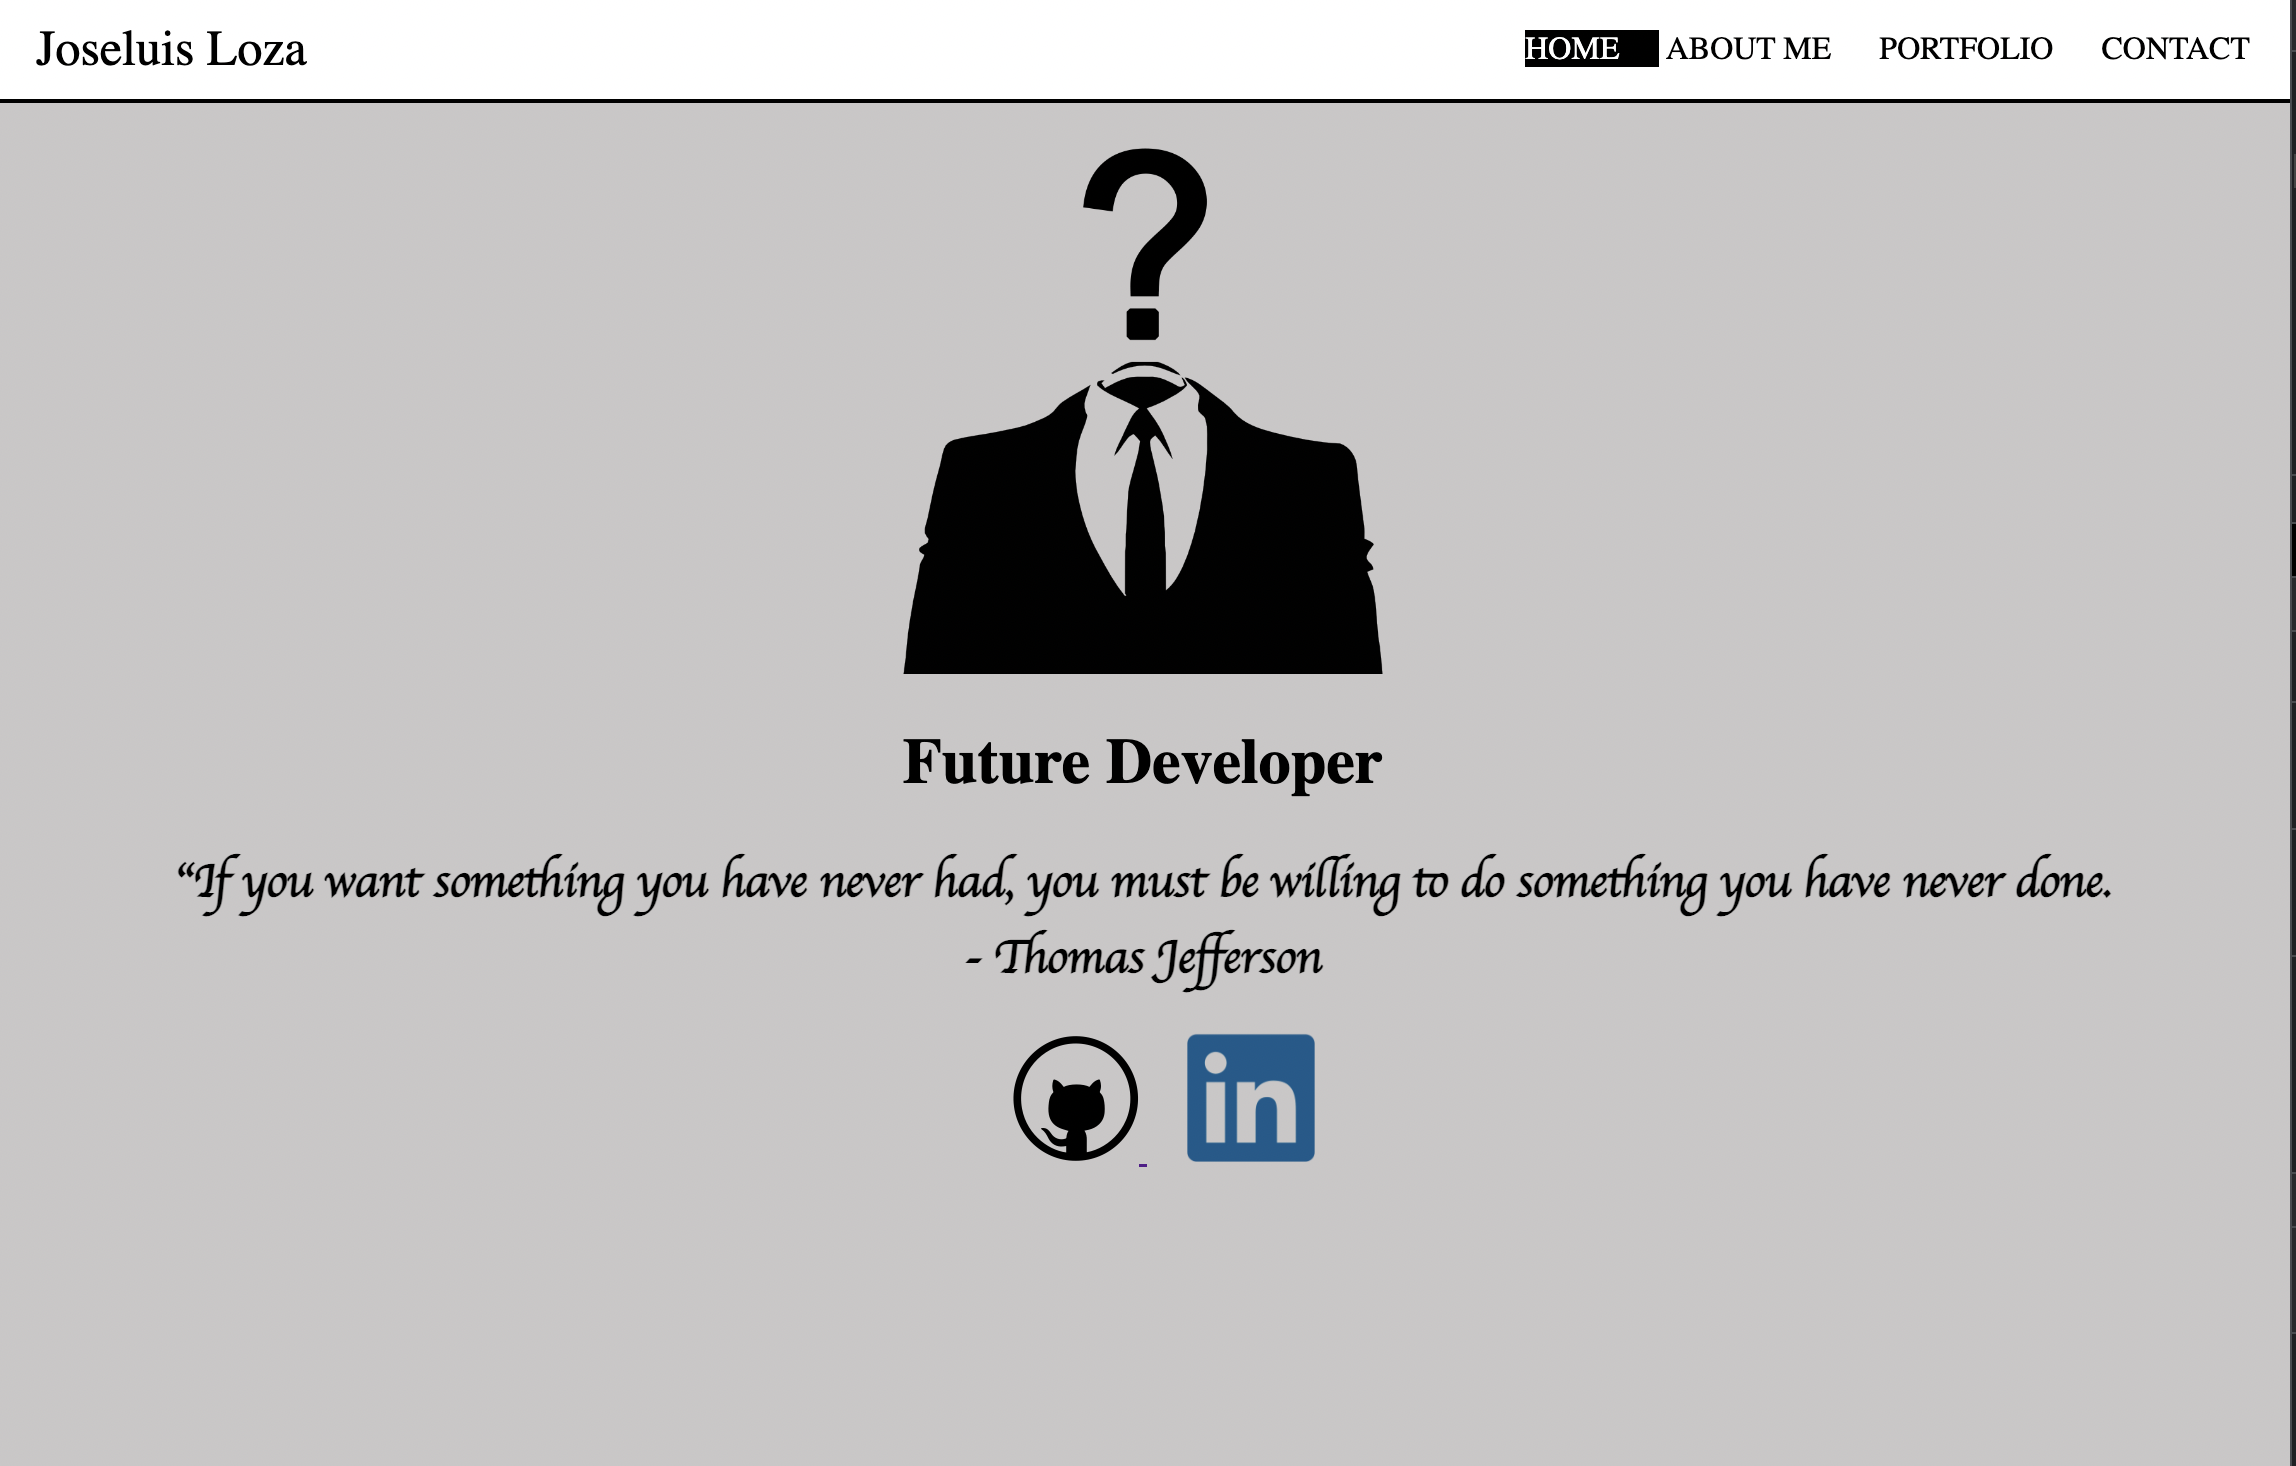 Joseluis Loza
HOME ABOUT ME PORTFOLIO CONTACT
?
Future Developer
“If you want something you have never had, you must be willing to do something you have never done.
- Thomas Jefferson
in